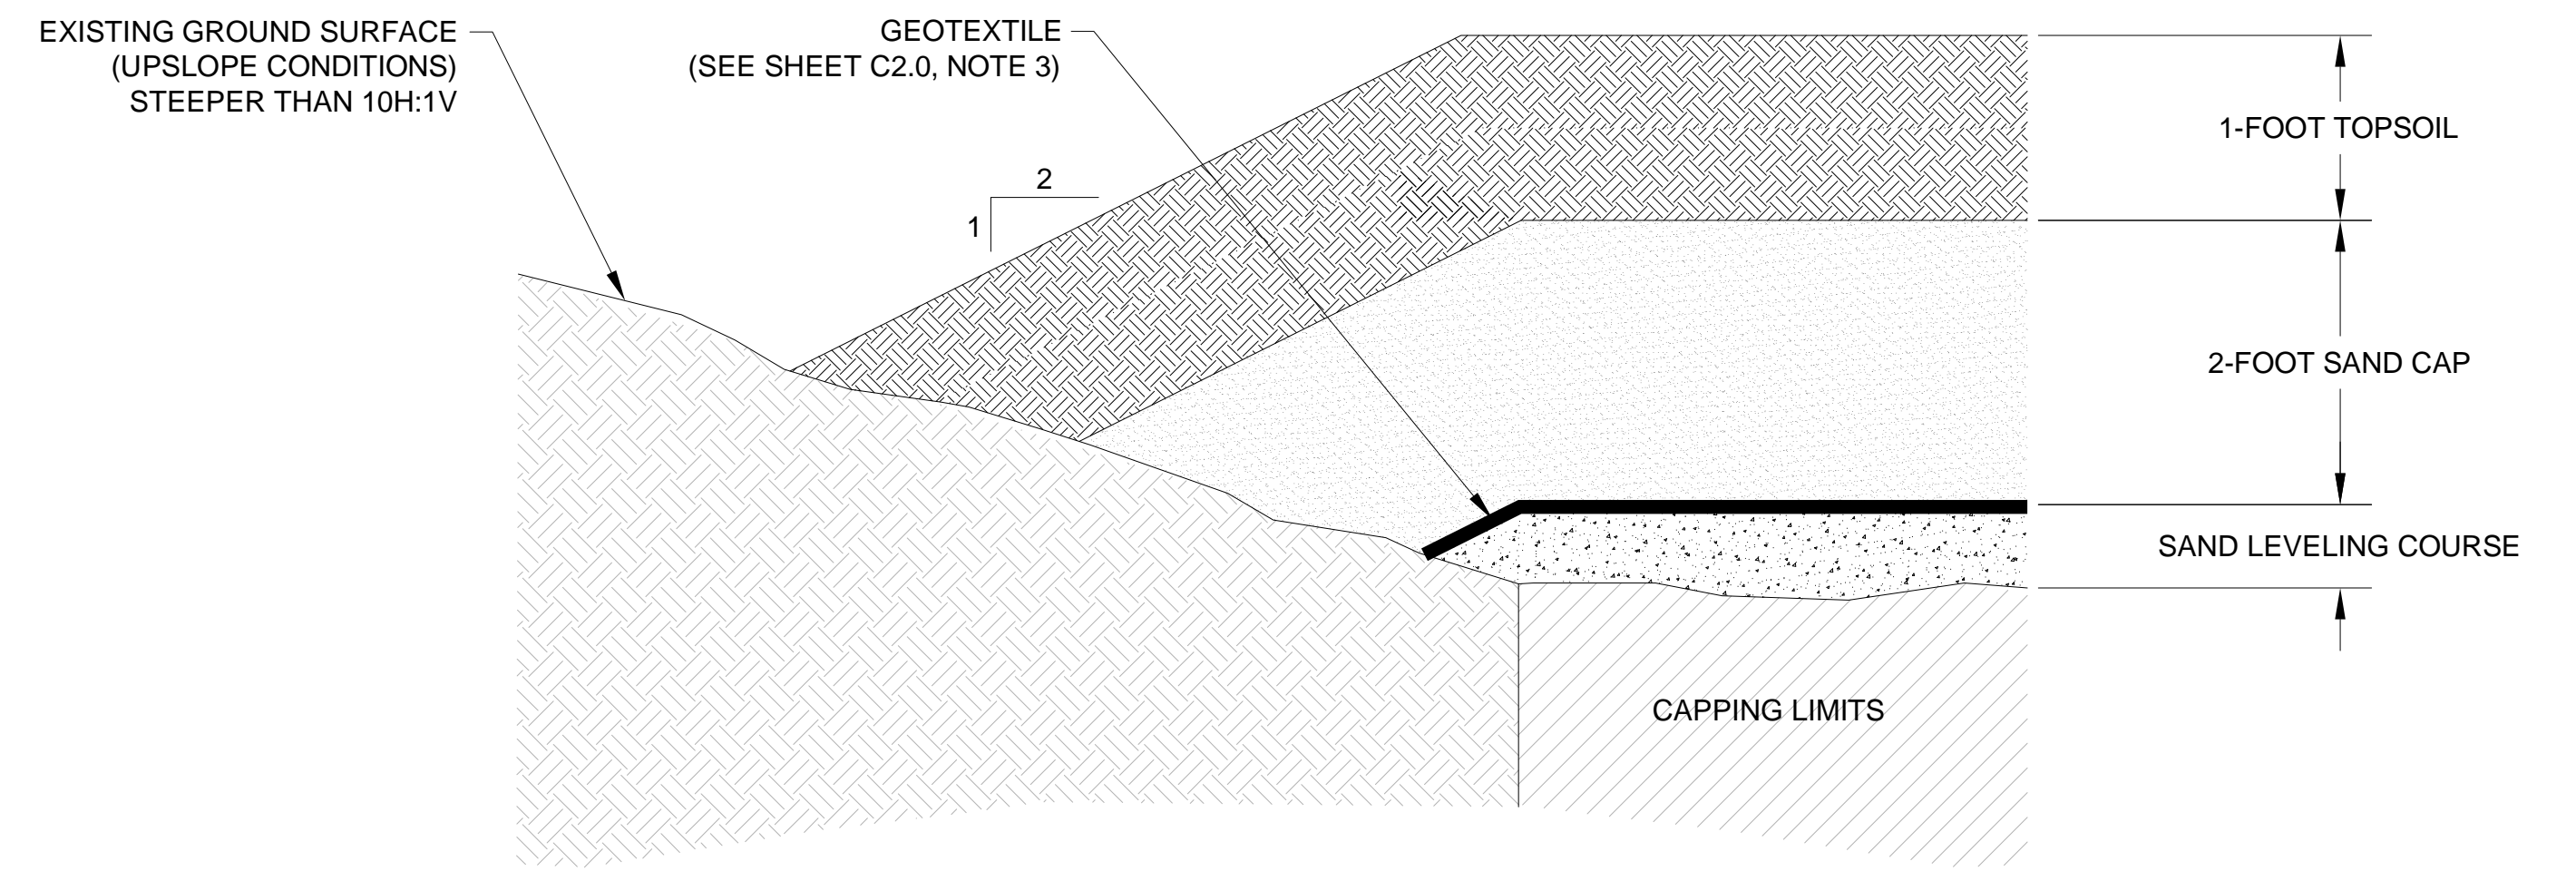 EXISTING GROUND SURFACE
(UPSLOPE CONDITIONS)
STEEPER THAN 10H:1V
GEOTEXTILE
(SEE SHEET C2.0, NOTE 3)
2
1
1-FOOT TOPSOIL
2-FOOT SAND CAP
SAND LEVELING COURSE
CAPPING LIMITS